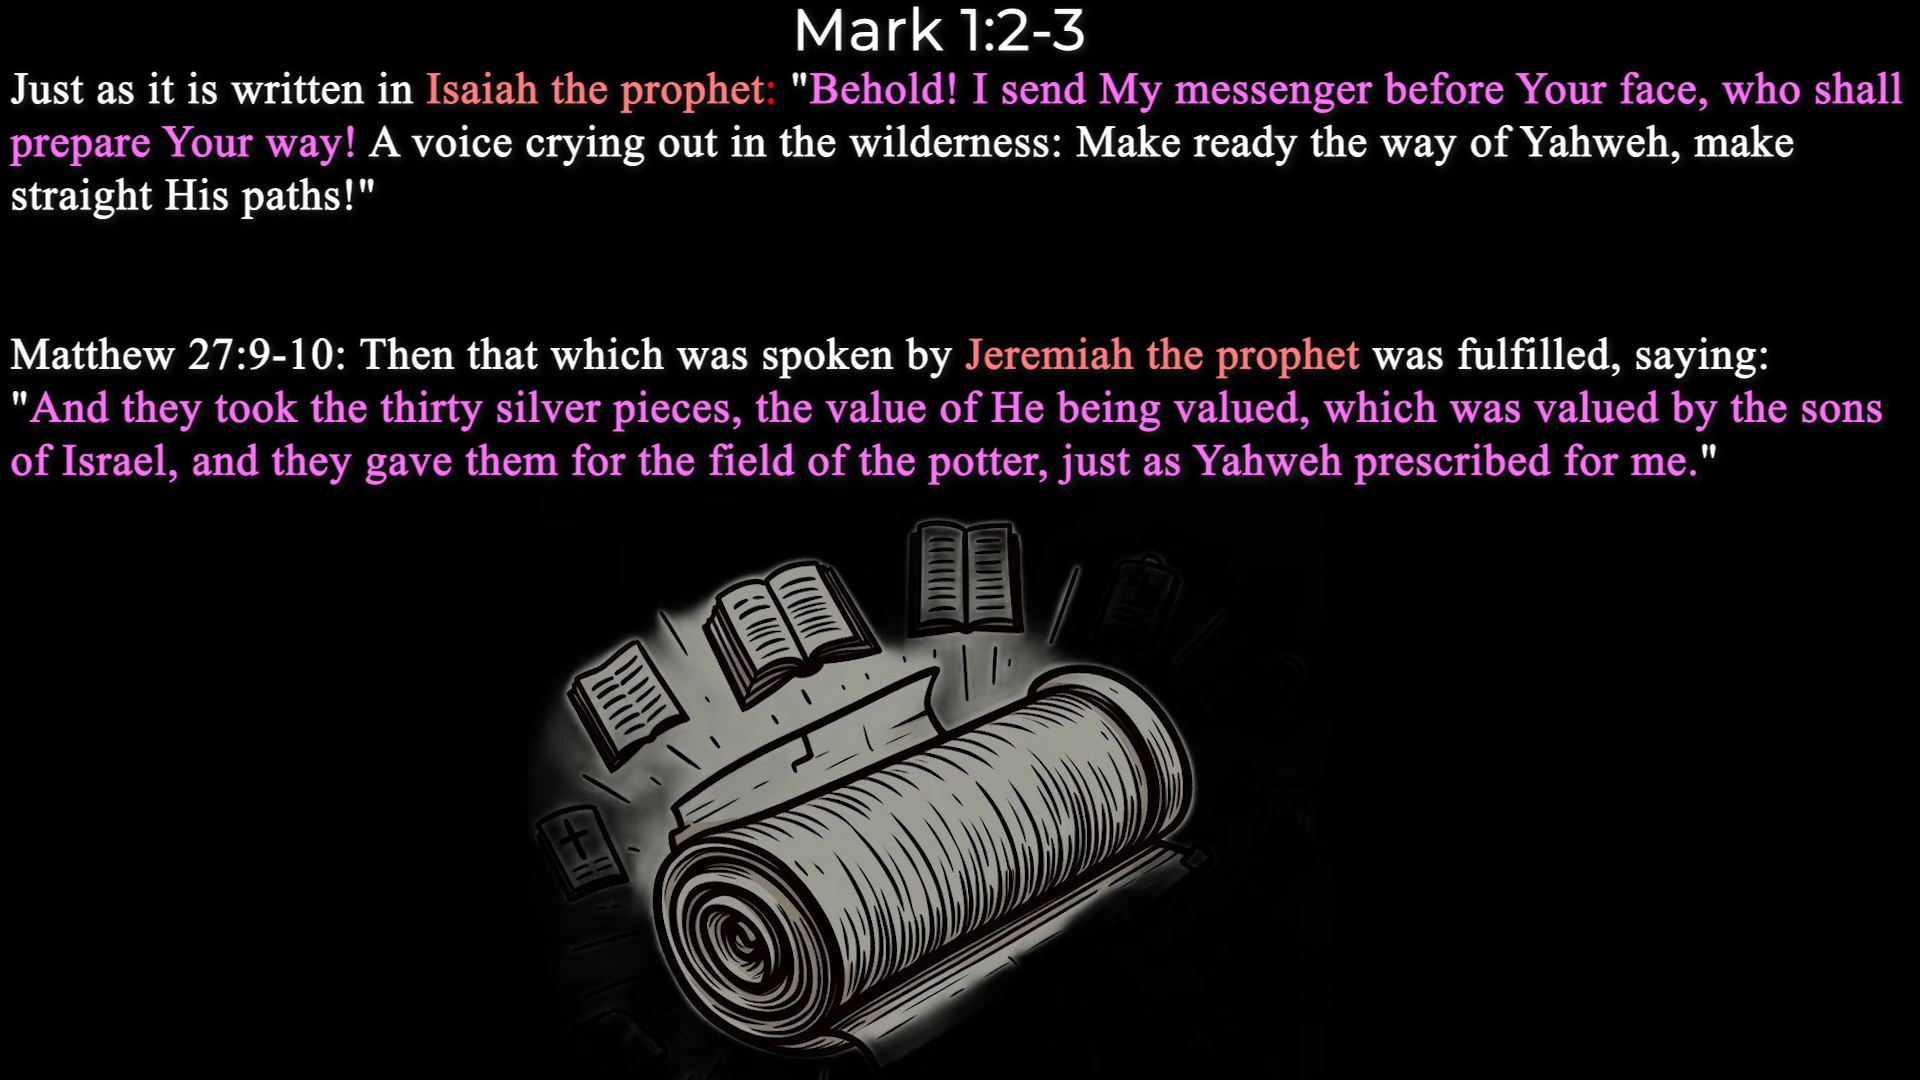 Mark 1:2-3
Just as it is written in Isaiah the prophet: "Behold! I send My messenger before Your face, who shall
prepare Your way! A voice crying out in the wilderness: Make ready the way of Yahweh, make
straight His paths!"
Matthew 27:9-10: Then that which was spoken by Jeremiah the prophet was fulfilled, saying:
"And they took the thirty silver pieces, the value of He being valued, which was valued by the sons
of Israel, and they gave them for the field of the potter, just as Yahweh prescribed for me."